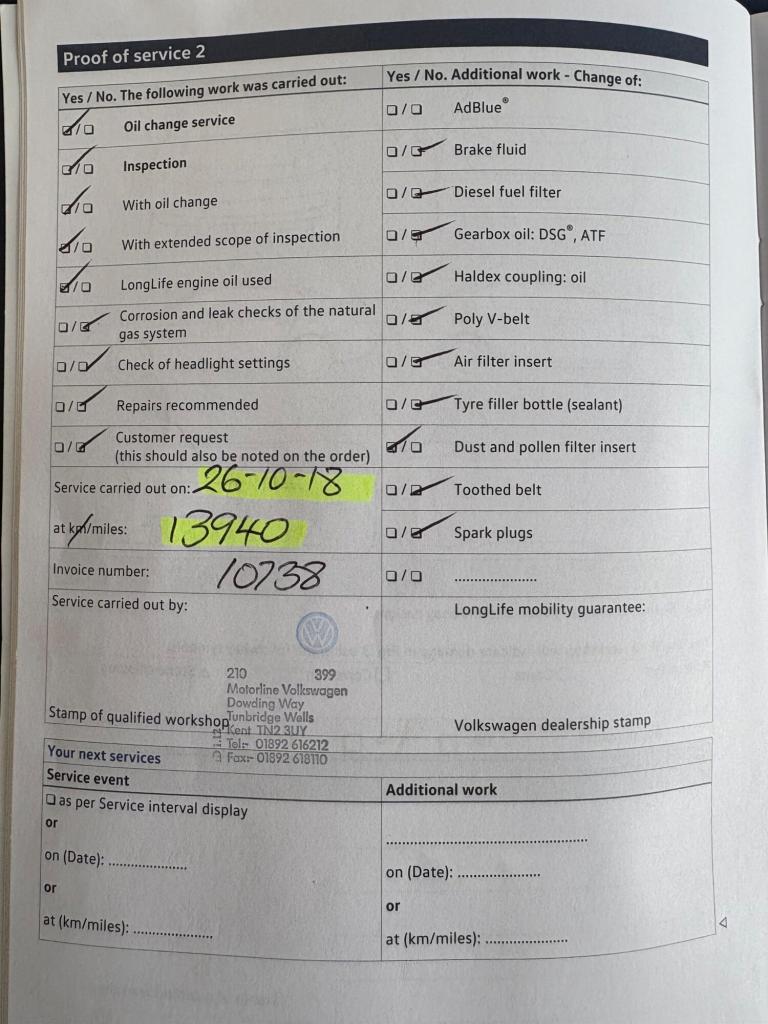 Proof of service 2
Yes / No. The following work was carried out:
☑/☐ Oil change service
☑/☐ Inspection
☑/☐ With oil change
☑/☐ With extended scope of inspection
☑/☐ LongLife engine oil used
☐/☑ Corrosion and leak checks of the natural
gas system
☐/☑ Check of headlight settings
☐/☑ Repairs recommended
☐/☑ Customer request
(this should also be noted on the order)
Service carried out on: 26-10-18
at km/miles: 13940
Invoice number: 10738
Service carried out by:
210 399
Motorline Volkswagen
Dowding Way
Tunbridge Wells
Kent TN2 3UY
Tel:- 01892 616212
Fax:- 01892 618110
Stamp of qualified workshop
Yes / No. Additional work - Change of:
☐/☐ AdBlue®
☐/☑ Brake fluid
☐/☑ Diesel fuel filter
☐/☑ Gearbox oil: DSG®, ATF
☐/☑ Haldex coupling: oil
☐/☑ Poly V-belt
☐/☑ Air filter insert
☐/☑ Tyre filler bottle (sealant)
☑/☐ Dust and pollen filter insert
☐/☑ Toothed belt
☐/☑ Spark plugs
☐/☐ ......................
LongLife mobility guarantee:
Volkswagen dealership stamp
Your next services
Service event
☐ as per Service interval display
or
on (Date): .....................
or
at (km/miles): .....................
Additional work
.....................................................
on (Date): ......................
or
at (km/miles): ......................